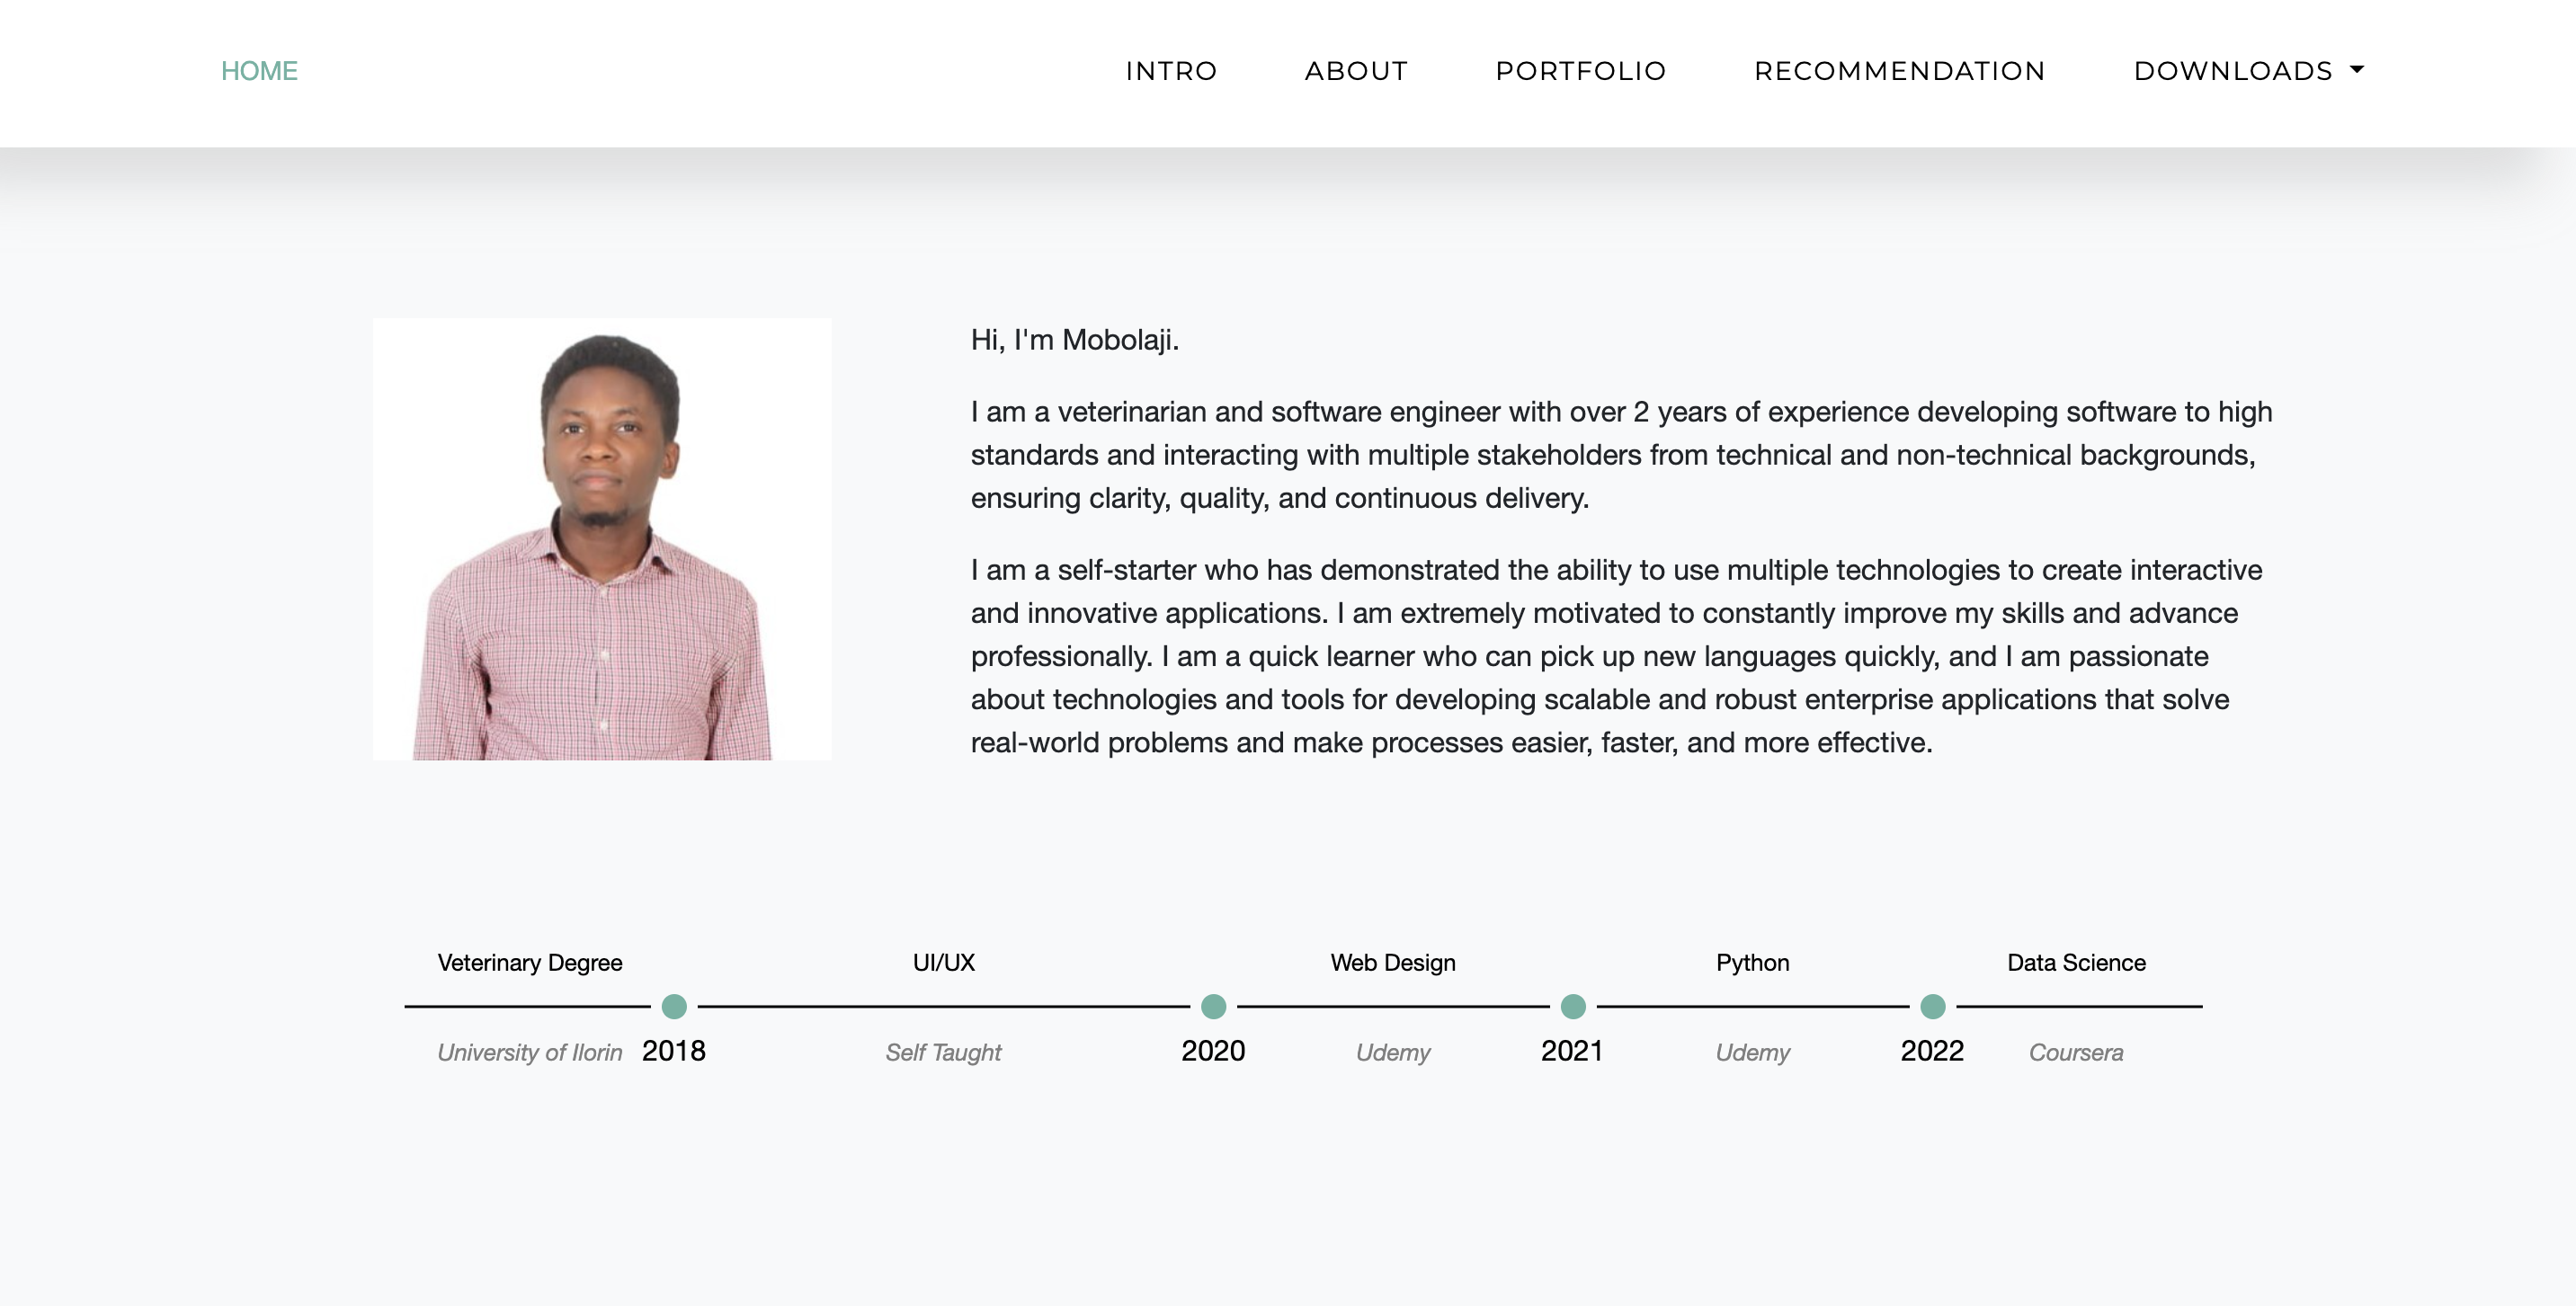 HOME
INTRO
ABOUT
PORTFOLIO
RECOMMENDATION
DOWNLOADS
Hi, I'm Mobolaji.
I am a veterinarian and software engineer with over 2 years of experience developing software to high
standards and interacting with multiple stakeholders from technical and non-technical backgrounds,
ensuring clarity, quality, and continuous delivery.
I am a self-starter who has demonstrated the ability to use multiple technologies to create interactive
and innovative applications. I am extremely motivated to constantly improve my skills and advance
professionally. I am a quick learner who can pick up new languages quickly, and I am passionate
about technologies and tools for developing scalable and robust enterprise applications that solve
real-world problems and make processes easier, faster, and more effective.
Veterinary Degree
University of Ilorin
2018
UI/UX
Self Taught
2020
Web Design
Udemy
2021
Python
Udemy
2022
Data Science
Coursera